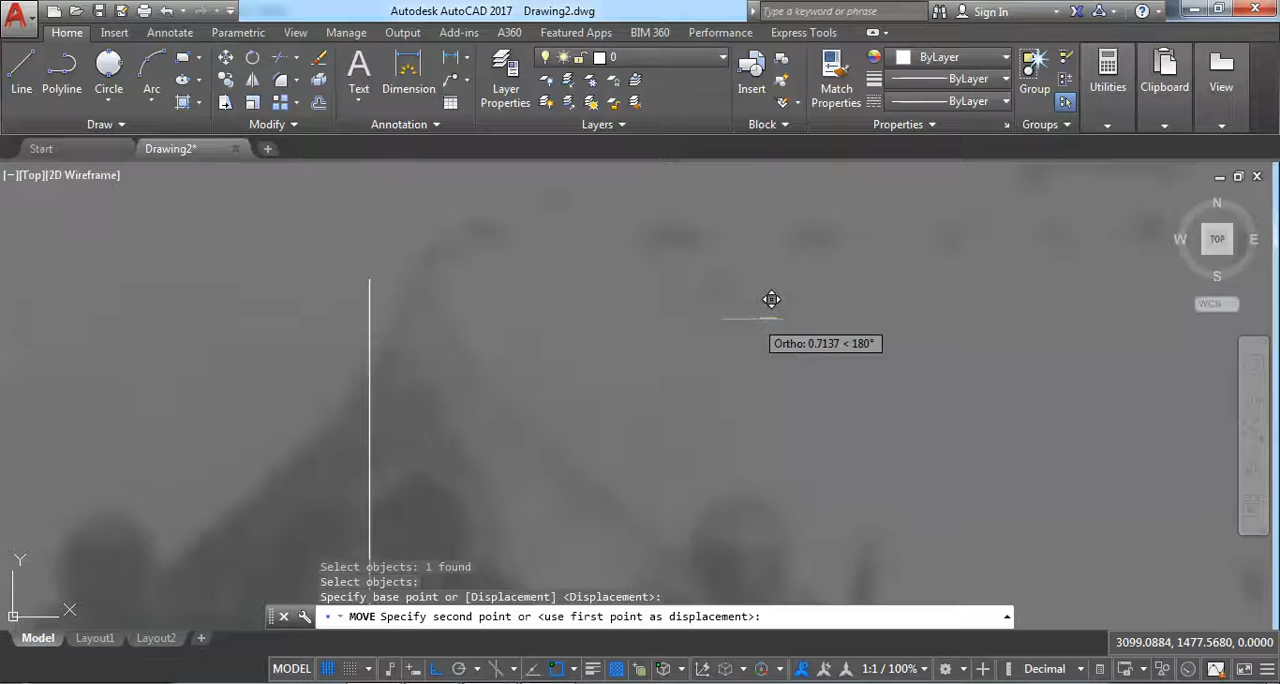 Autodesk AutoCAD 2017 Drawing2.dwg
Type a keyword or phrase
Sign In
Home Insert Annotate Parametric View Manage Output Add-ins A360 Featured Apps BIM 360 Performance Express Tools
Line Polyline Circle Arc
Text Dimension
Layer Properties
0
Insert
Match Properties
ByLayer
ByLayer
ByLayer
Group
Utilities
Clipboard
View
Draw Modify Annotation Layers Block Properties Groups
Start Drawing2*
[−][Top][2D Wireframe]
N
W TOP E
S
WCS
Ortho: 0.7137 < 180°
Y
X
Select objects: 1 found
Select objects:
Specify base point or [Displacement] <Displacement>:
MOVE Specify second point or <use first point as displacement>:
Model Layout1 Layout2
3099.0884, 1477.5680, 0.0000
MODEL 1:1 / 100% Decimal